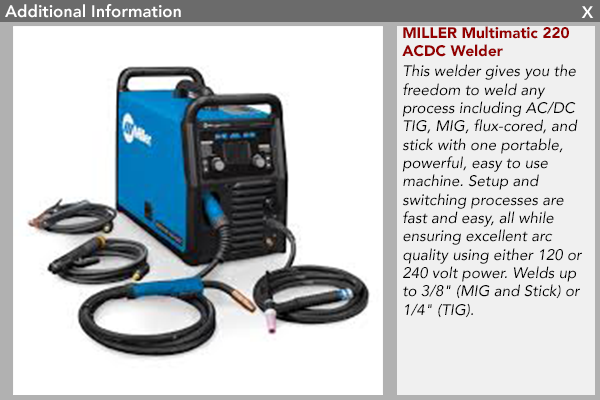 Additional Information
X
Miller
MILLER Multimatic 220
ACDC Welder
This welder gives you the
freedom to weld any
process including AC/DC
TIG, MIG, flux-cored, and
stick with one portable,
powerful, easy to use
machine. Setup and
switching processes are
fast and easy, all while
ensuring excellent arc
quality using either 120 or
240 volt power. Welds up
to 3/8" (MIG and Stick) or
1/4" (TIG).